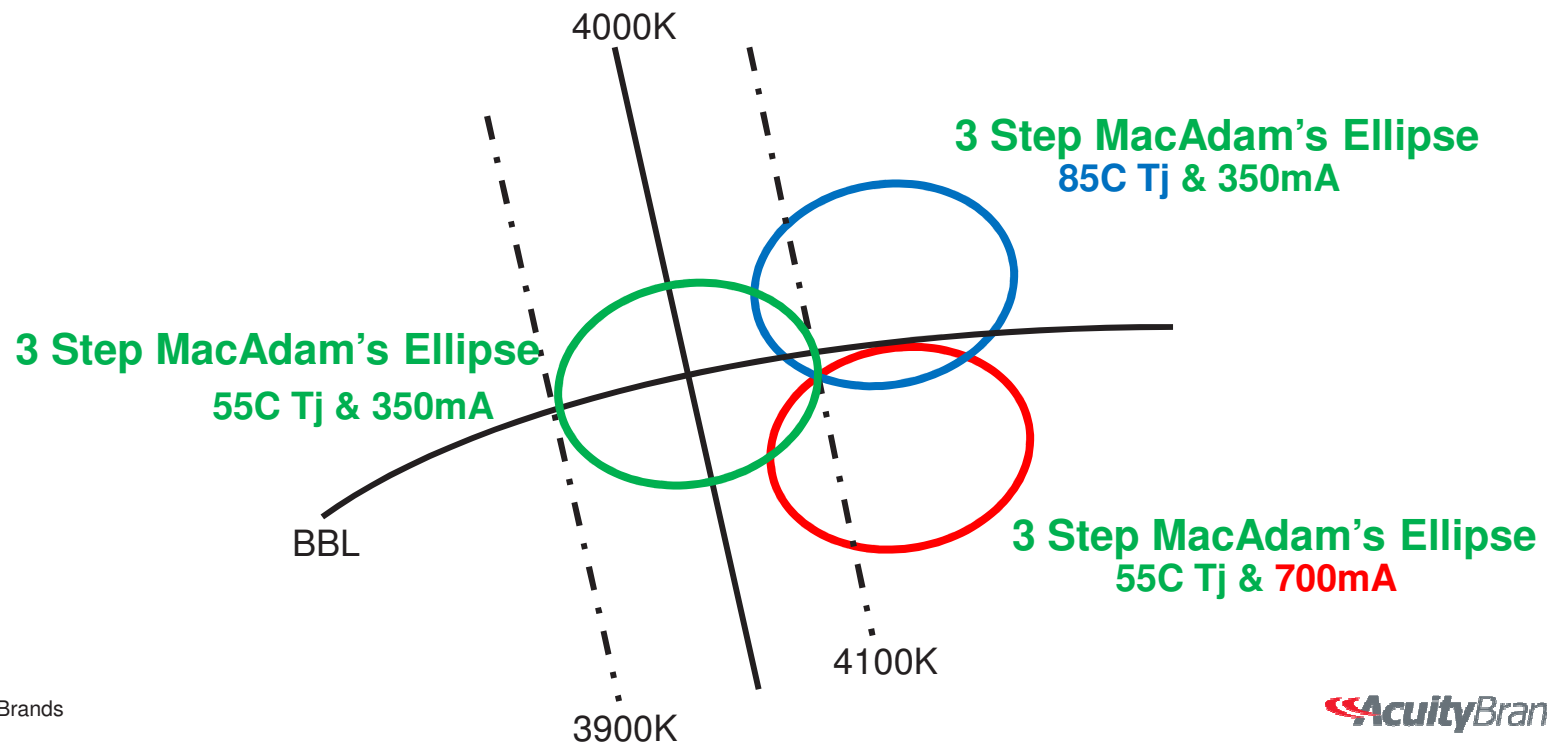 4000K
3 Step MacAdam's Ellipse
85C Tj & 350mA
3 Step MacAdam's Ellipse
55C Tj & 350mA
BBL
3 Step MacAdam's Ellipse
55C Tj & 700mA
4100K
3900K
Brands
AcuityBran